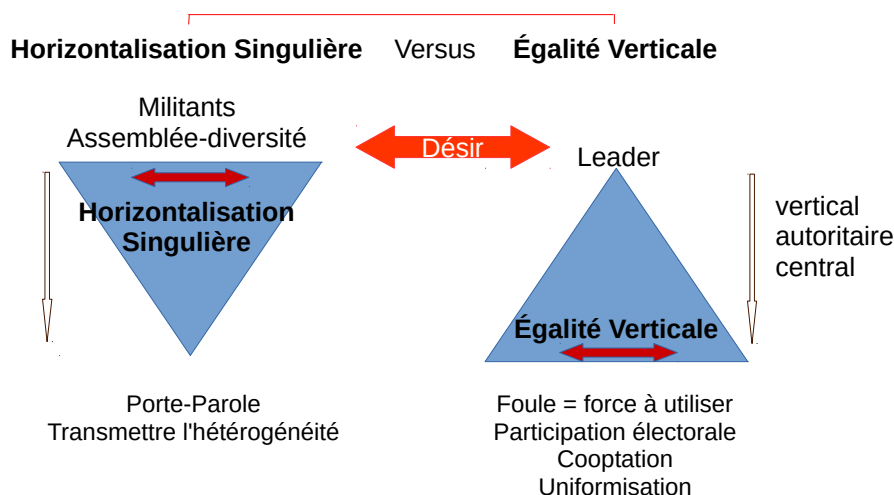 Horizontalisation Singulière Versus Égalité Verticale
Militants
Assemblée-diversité
Désir
Leader
Horizontalisation
Singulière
vertical
autoritaire
central
Égalité Verticale
Porte-Parole
Transmettre l'hétérogénéité
Foule = force à utiliser
Participation électorale
Cooptation
Uniformisation